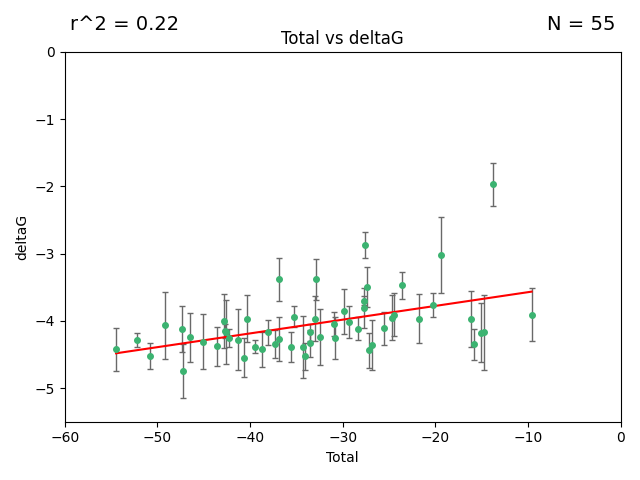 r^2 = 0.22
N = 55
Total vs deltaG
0
−1
−2
−3
−4
−5
deltaG
−60
−50
−40
−30
−20
−10
0
Total